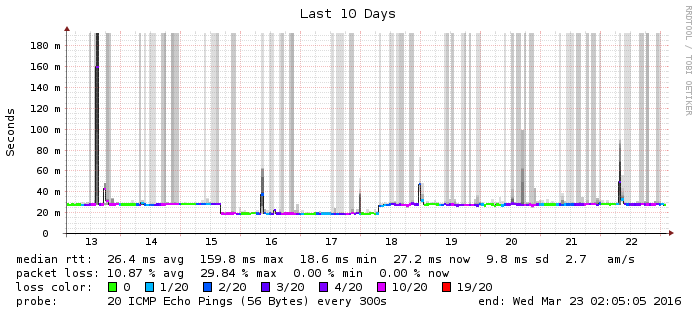 Last 10 Days
RRDTOOL / TOBI OETIKER
Seconds
180 m
160 m
140 m
120 m
100 m
80 m
60 m
40 m
20 m
0
13 14 15 16 17 18 19 20 21 22
median rtt: 26.4 ms avg 159.8 ms max 18.6 ms min 27.2 ms now 9.8 ms sd 2.7 am/s
packet loss: 10.87 % avg 29.84 % max 0.00 % min 0.00 % now
loss color: 0 1/20 2/20 3/20 4/20 10/20 19/20
probe: 20 ICMP Echo Pings (56 Bytes) every 300s end: Wed Mar 23 02:05:05 2016